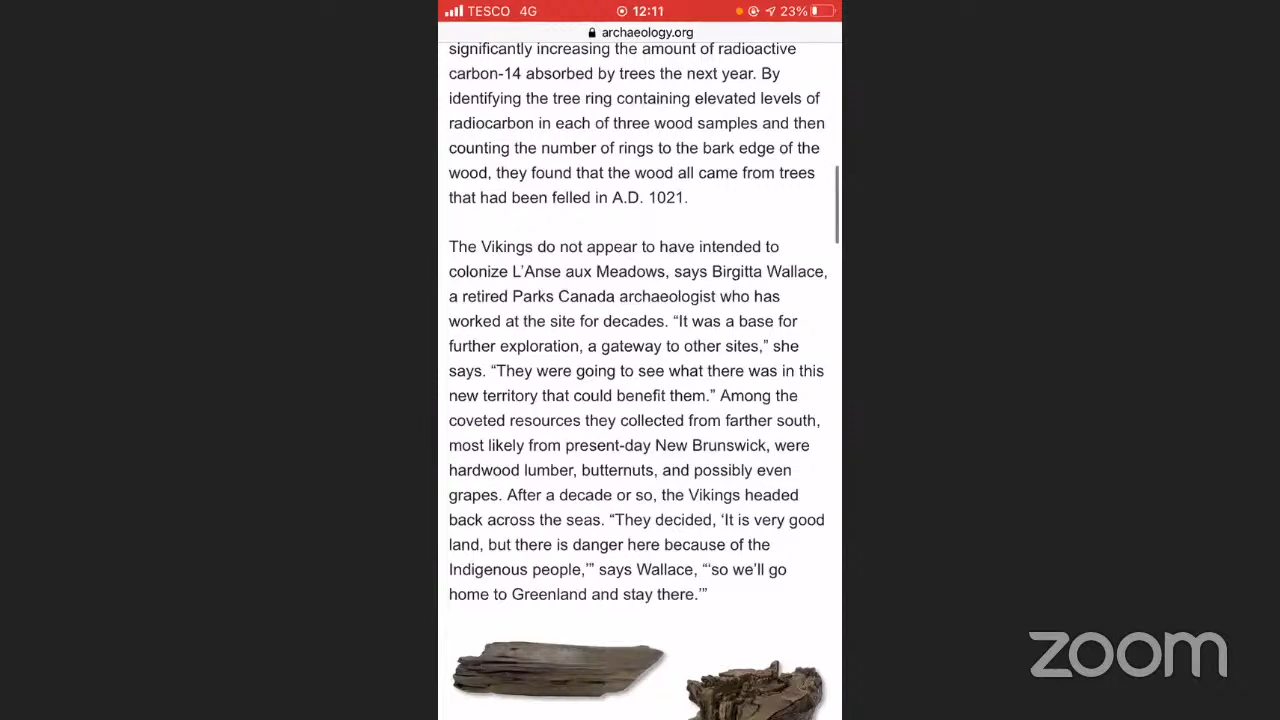 TESCO 4G 12:11 23%
archaeology.org
significantly increasing the amount of radioactive
carbon-14 absorbed by trees the next year. By
identifying the tree ring containing elevated levels of
radiocarbon in each of three wood samples and then
counting the number of rings to the bark edge of the
wood, they found that the wood all came from trees
that had been felled in A.D. 1021.
The Vikings do not appear to have intended to
colonize L’Anse aux Meadows, says Birgitta Wallace,
a retired Parks Canada archaeologist who has
worked at the site for decades. “It was a base for
further exploration, a gateway to other sites,” she
says. “They were going to see what there was in this
new territory that could benefit them.” Among the
coveted resources they collected from farther south,
most likely from present-day New Brunswick, were
hardwood lumber, butternuts, and possibly even
grapes. After a decade or so, the Vikings headed
back across the seas. “They decided, ‘It is very good
land, but there is danger here because of the
Indigenous people,’” says Wallace, “‘so we’ll go
home to Greenland and stay there.’”
zoom